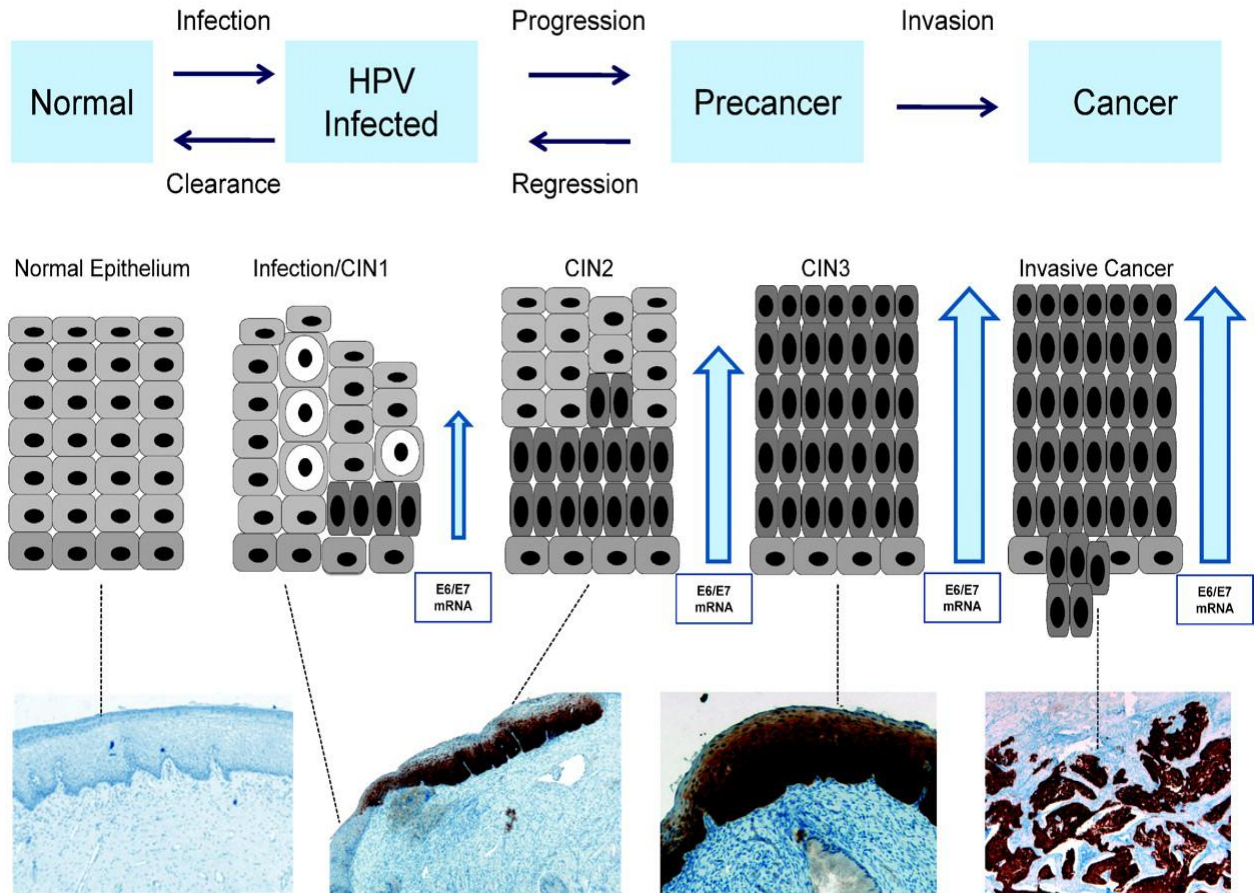 Infection
Progression
Invasion
Normal
HPV
Infected
Precancer
Cancer
Clearance
Regression
Normal Epithelium
Infection/CIN1
CIN2
CIN3
Invasive Cancer
E6/E7
mRNA
E6/E7
mRNA
E6/E7
mRNA
E6/E7
mRNA